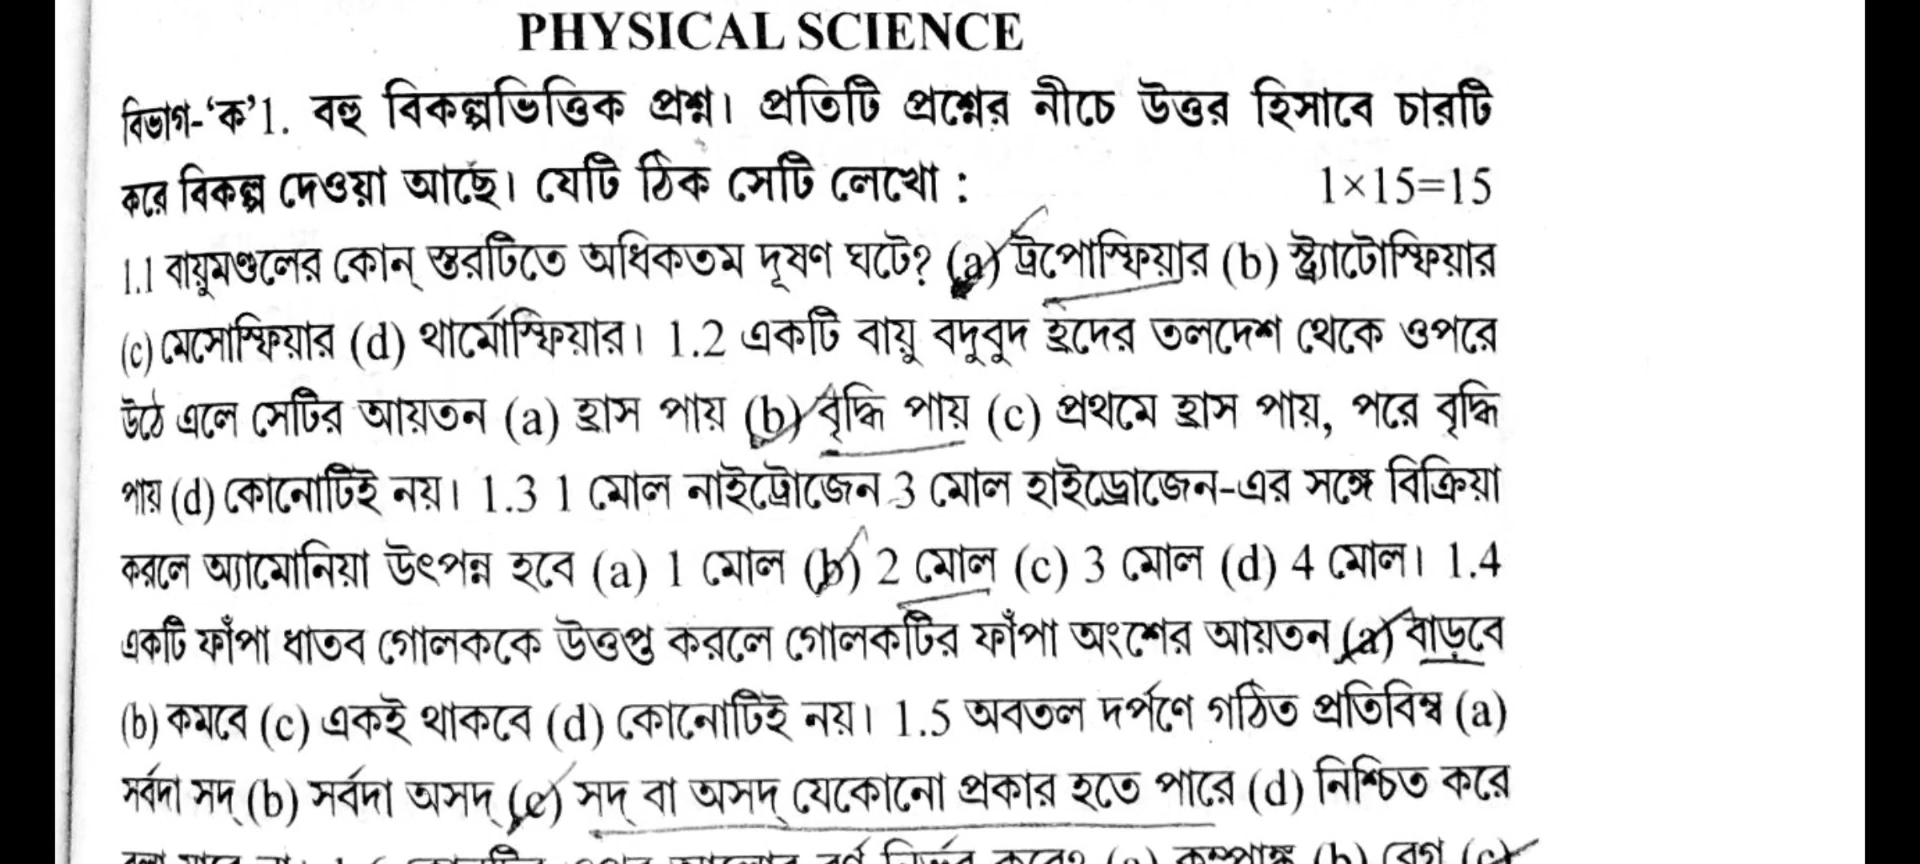 PHYSICAL SCIENCE
বিভাগ-‘ক’1. বহু বিকল্পভিত্তিক প্রশ্ন। প্রতিটি প্রশ্নের নীচে উত্তর হিসাবে চারটি
করে বিকল্প দেওয়া আছে। যেটি ঠিক সেটি লেখো : 1×15=15
1.1 বায়ুমণ্ডলের কোন্ স্তরটিতে অধিকতম দূষণ ঘটে? (a) ট্রপোস্ফিয়ার (b) স্ট্র্যাটোস্ফিয়ার
(c) মেসোস্ফিয়ার (d) থার্মোস্ফিয়ার। 1.2 একটি বায়ু বদুবুদ হ্রদের তলদেশ থেকে ওপরে
উঠে এলে সেটির আয়তন (a) হ্রাস পায় (b) বৃদ্ধি পায় (c) প্রথমে হ্রাস পায়, পরে বৃদ্ধি
পায় (d) কোনোটিই নয়। 1.3 1 মোল নাইট্রোজেন 3 মোল হাইড্রোজেন-এর সঙ্গে বিক্রিয়া
করলে অ্যামোনিয়া উৎপন্ন হবে (a) 1 মোল (b) 2 মোল (c) 3 মোল (d) 4 মোল। 1.4
একটি ফাঁপা ধাতব গোলককে উত্তপ্ত করলে গোলকটির ফাঁপা অংশের আয়তন (a) বাড়বে
(b) কমবে (c) একই থাকবে (d) কোনোটিই নয়। 1.5 অবতল দর্পণে গঠিত প্রতিবিম্ব (a)
সর্বদা সদ্ (b) সর্বদা অসদ্ (c) সদ্ বা অসদ্ যেকোনো প্রকার হতে পারে (d) নিশ্চিত করে